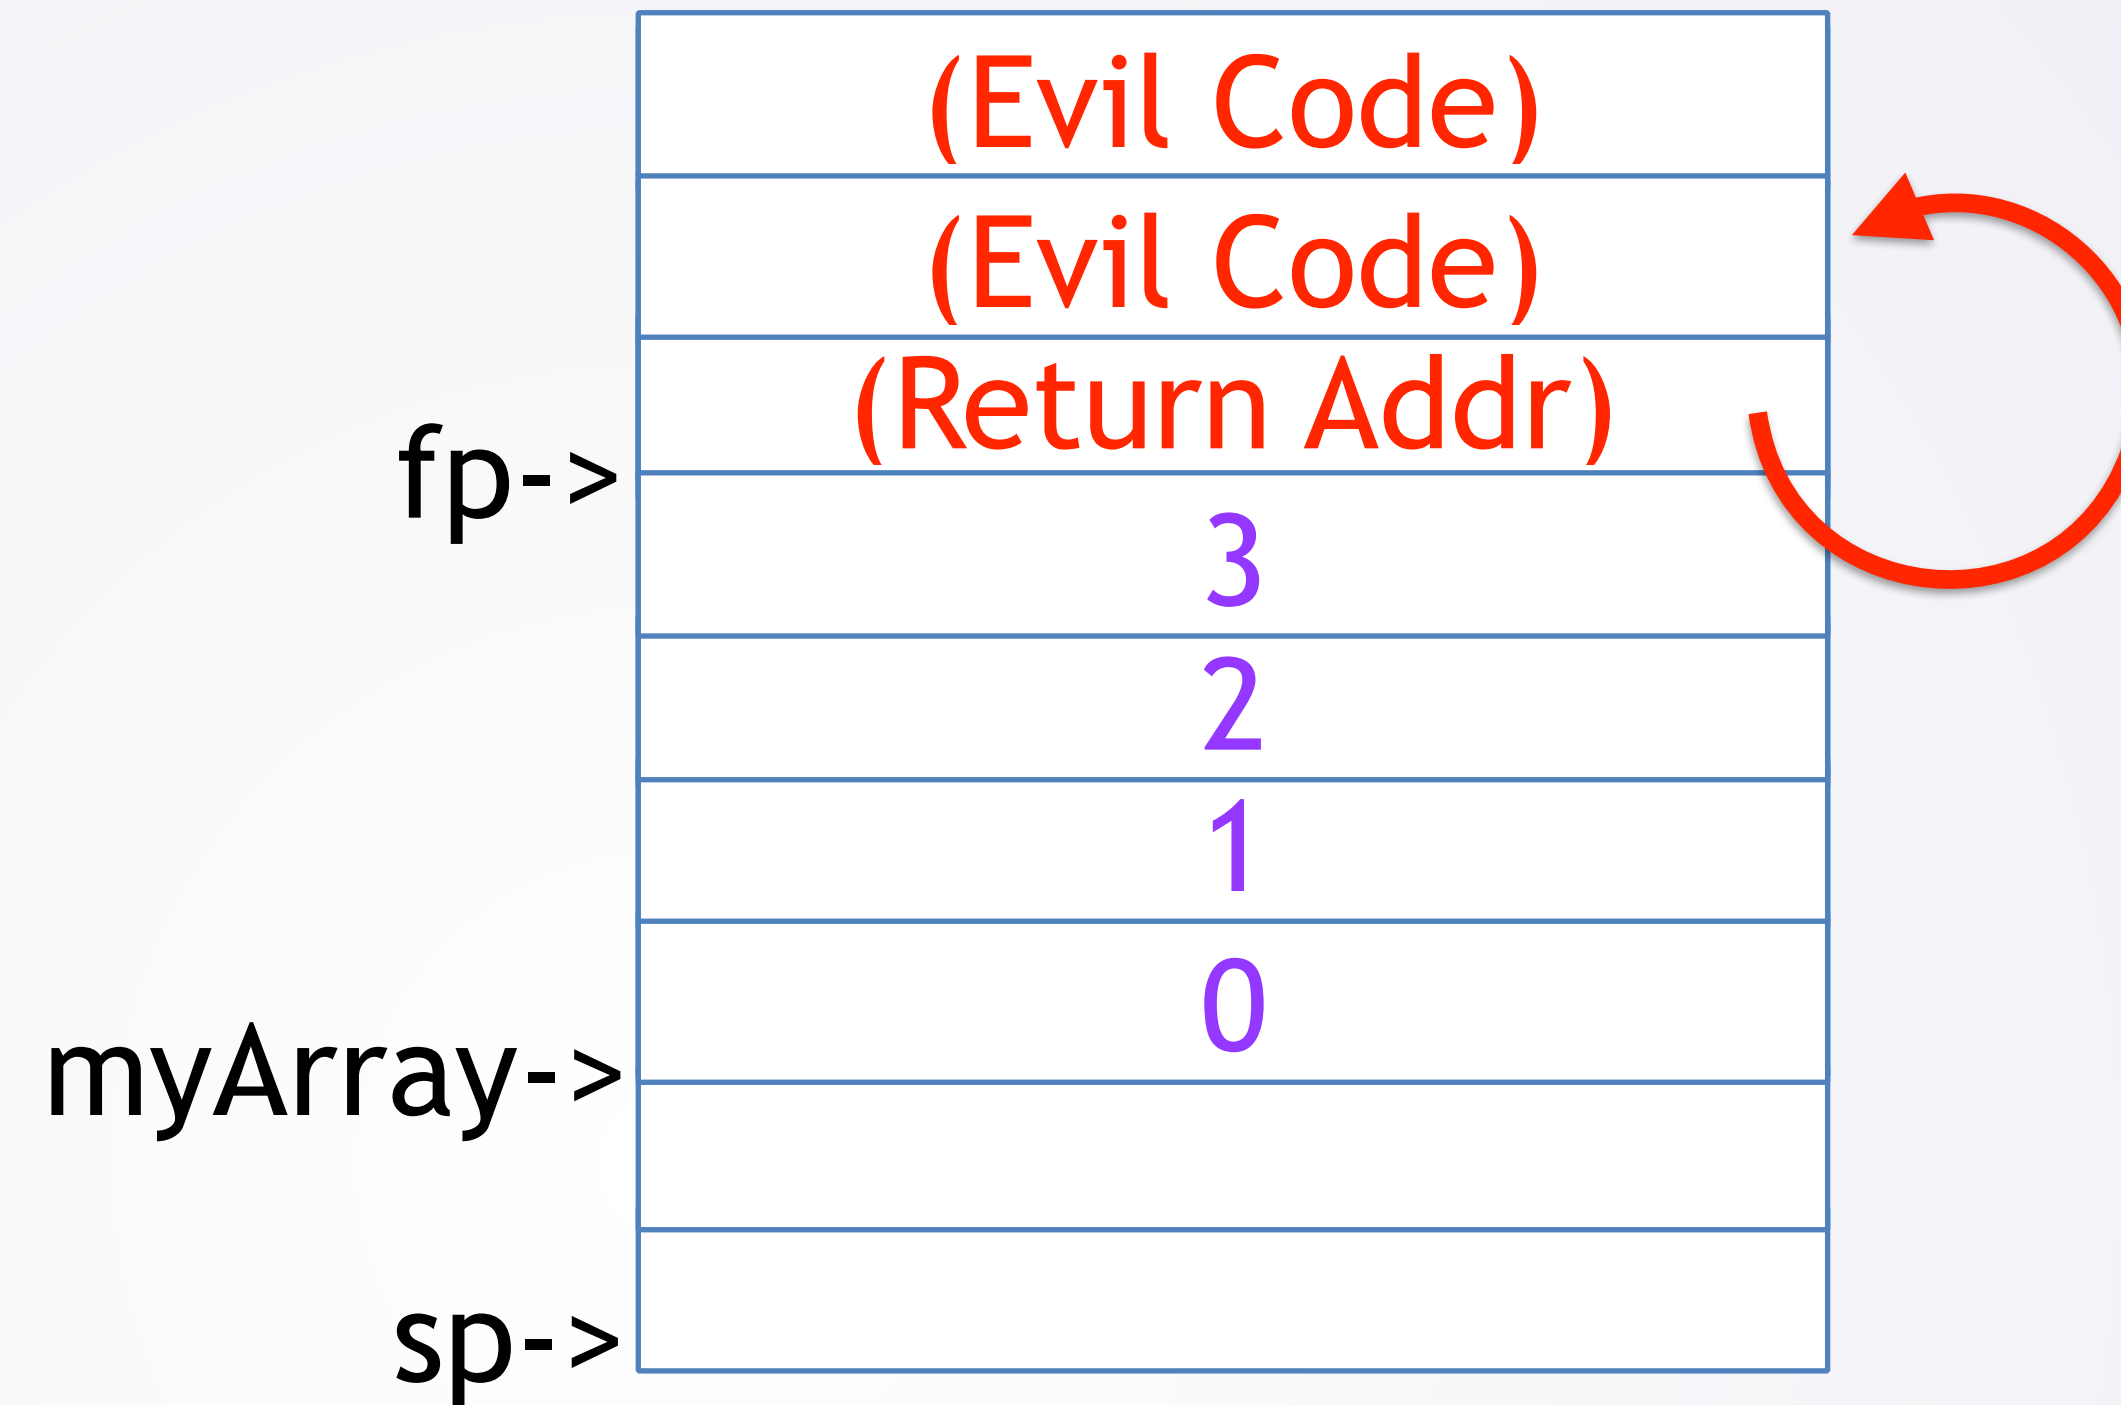 (Evil Code)
(Evil Code)
(Return Addr)
fp->
3
2
1
0
myArray->
sp->